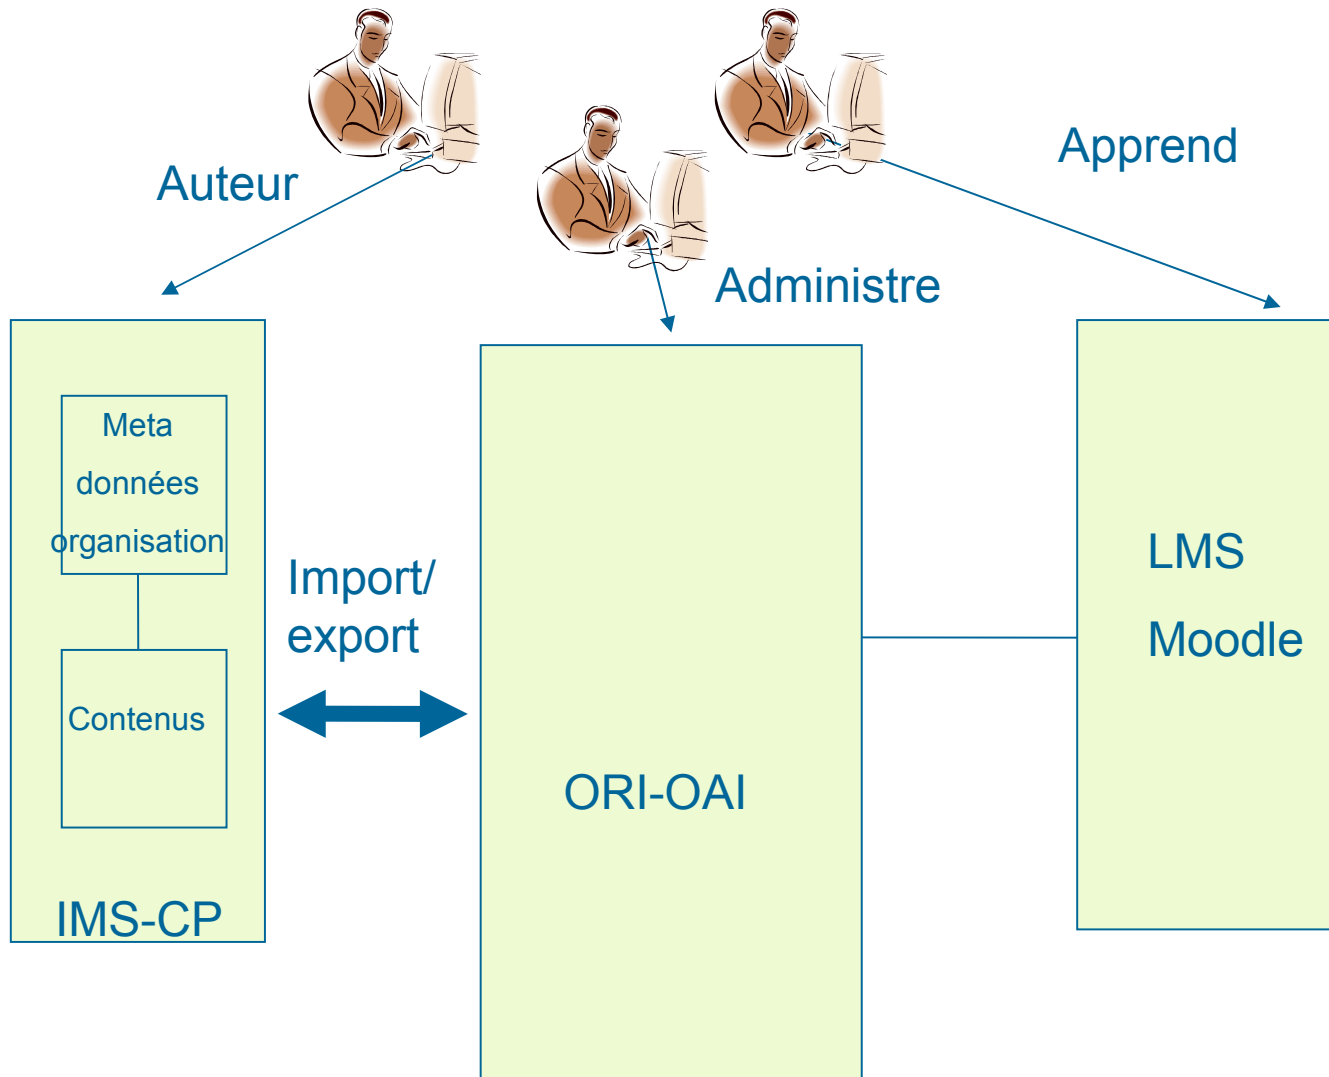 Auteur
Apprend
Administre
Meta
données
organisation
Contenus
IMS-CP
Import/
export
ORI-OAI
LMS
Moodle